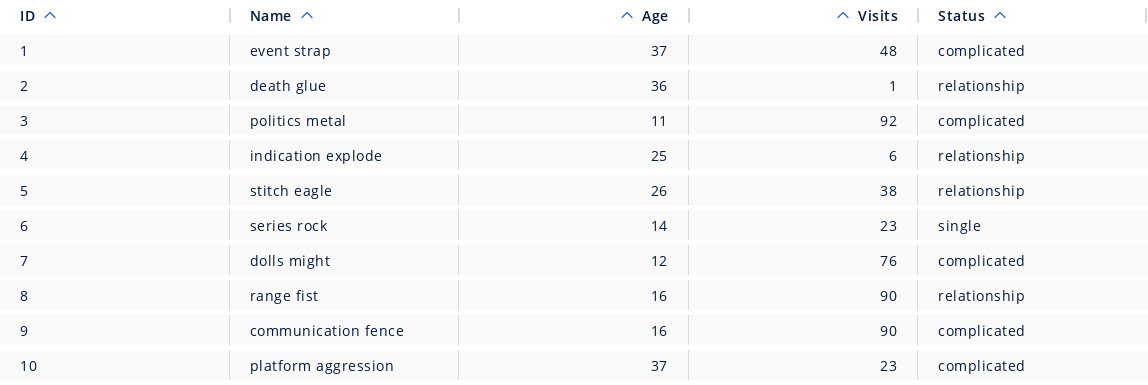 ID Name Age Visits Status
1 event strap 37 48 complicated
2 death glue 36 1 relationship
3 politics metal 11 92 complicated
4 indication explode 25 6 relationship
5 stitch eagle 26 38 relationship
6 series rock 14 23 single
7 dolls might 12 76 complicated
8 range fist 16 90 relationship
9 communication fence 16 90 complicated
10 platform aggression 37 23 complicated